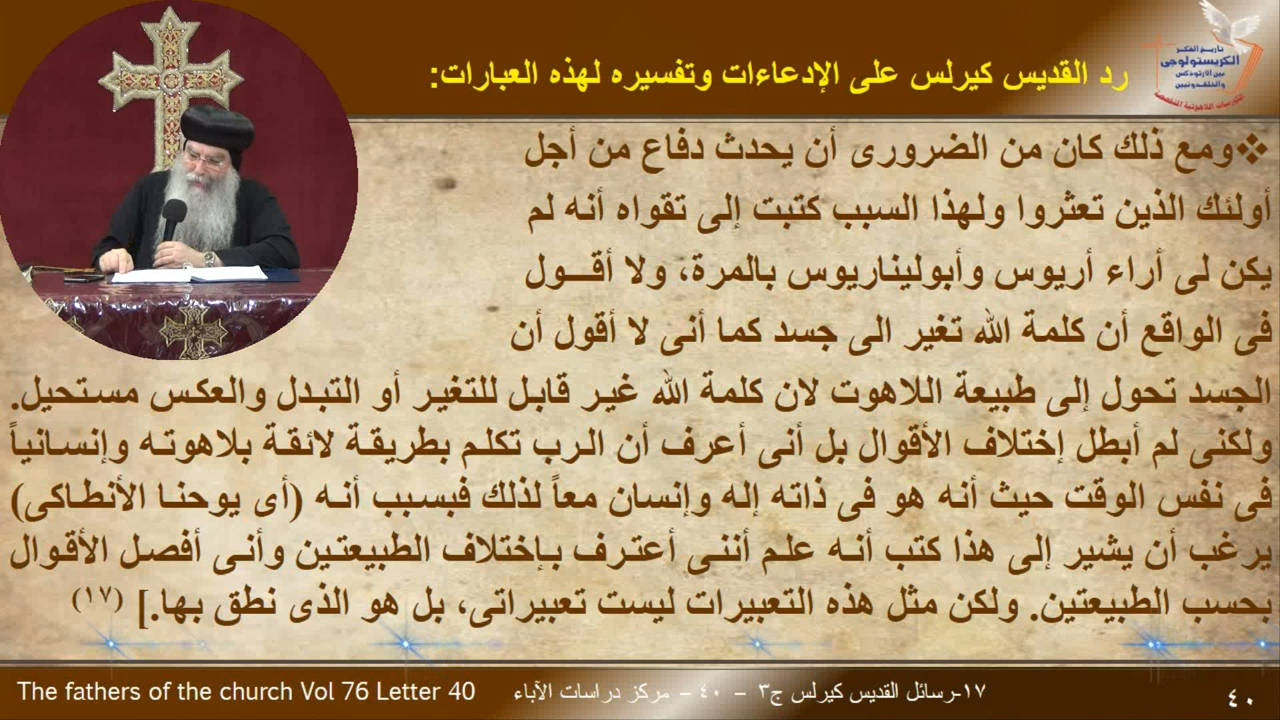 تاريخ الفكر
الكريستولوجى
بين الأرثوذكس
والخلقدونيين
رد القديس كيرلس على الإدعاءات وتفسيره لهذه العبارات:
❖ومع ذلك كان من الضرورى أن يحدث دفاع من أجل
أولئك الذين تعثروا ولهذا السبب كتبت إلى تقواه أنه لم
يكن لى أراء أريوس وأبوليناريوس بالمرة، ولا أقــول
فى الواقع أن كلمة الله تغير الى جسد كما أنى لا أقول أن
الجسد تحول إلى طبيعة اللاهوت لان كلمة الله غير قابل للتغير أو التبدل والعكس مستحيل.
ولكنى لم أبطل إختلاف الأقوال بل أنى أعرف أن الرب تكلم بطريقة لائقة بلاهوته وإنسانياً
فى نفس الوقت حيث أنه هو فى ذاته إله وإنسان معاً لذلك فبسبب أنه (أى يوحنا الأنطاكى)
يرغب أن يشير إلى هذا كتب أنه علم أننى أعترف بإختلاف الطبيعتين وأنى أفصل الأقوال
بحسب الطبيعتين. ولكن مثل هذه التعبيرات ليست تعبيراتى، بل هو الذى نطق بها.] (١٧)
١٧-رسائل القديس كيرلس ج٣ – ٤٠ – مركز دراسات الآباء The fathers of the church Vol 76 Letter 40
٤٠